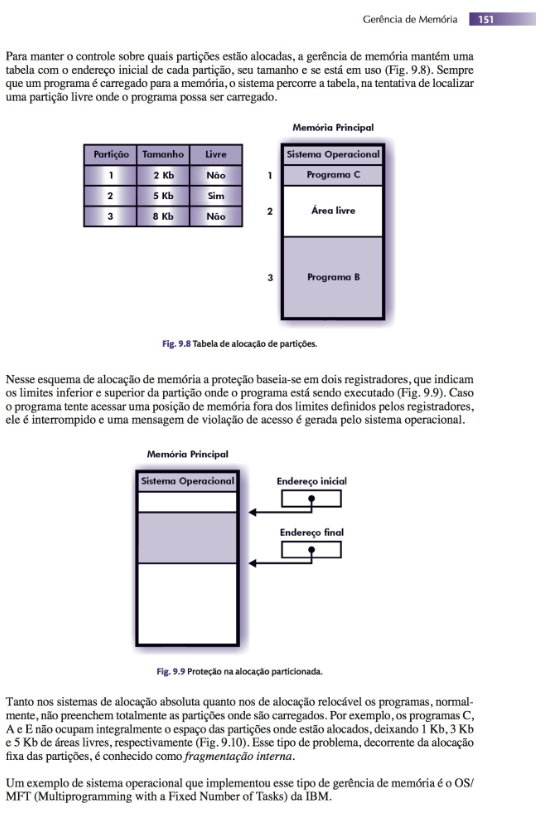 Gerência de Memória 151
Para manter o controle sobre quais partições estão alocadas, a gerência de memória mantém uma
tabela com o endereço inicial de cada partição, seu tamanho e se está em uso (Fig. 9.8). Sempre
que um programa é carregado para a memória, o sistema percorre a tabela, na tentativa de localizar
uma partição livre onde o programa possa ser carregado.
Memória Principal
Partição Tamanho Livre
1 2 Kb Não
2 5 Kb Sim
3 8 Kb Não
Sistema Operacional
1 Programa C
2 Área livre
3 Programa B
Fig. 9.8 Tabela de alocação de partições.
Nesse esquema de alocação de memória a proteção baseia-se em dois registradores, que indicam
os limites inferior e superior da partição onde o programa está sendo executado (Fig. 9.9). Caso
o programa tente acessar uma posição de memória fora dos limites definidos pelos registradores,
ele é interrompido e uma mensagem de violação de acesso é gerada pelo sistema operacional.
Memória Principal
Sistema Operacional
Endereço inicial
Endereço final
Fig. 9.9 Proteção na alocação particionada.
Tanto nos sistemas de alocação absoluta quanto nos de alocação relocável os programas, normal-
mente, não preenchem totalmente as partições onde são carregados. Por exemplo, os programas C,
A e E não ocupam integralmente o espaço das partições onde estão alocados, deixando 1 Kb, 3 Kb
e 5 Kb de áreas livres, respectivamente (Fig. 9.10). Esse tipo de problema, decorrente da alocação
fixa das partições, é conhecido como fragmentação interna.
Um exemplo de sistema operacional que implementou esse tipo de gerência de memória é o OS/
MFT (Multiprogramming with a Fixed Number of Tasks) da IBM.